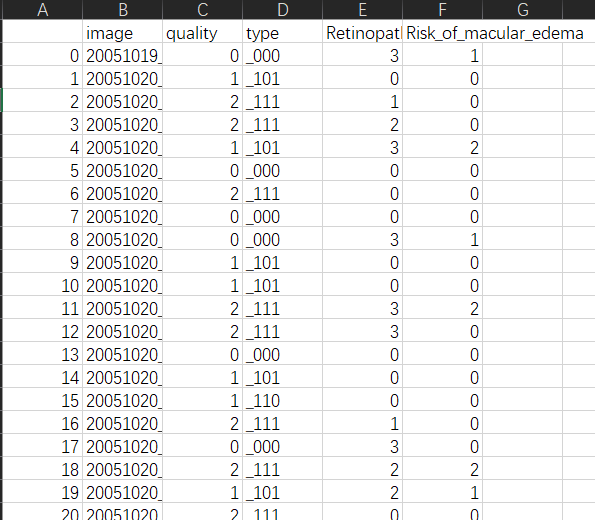 A B C D E F G
image quality type Retinopatl Risk_of_macular_edema
0 20051019_ 0 _000 3 1
1 20051020_ 1 _101 0 0
2 20051020_ 2 _111 1 0
3 20051020_ 2 _111 2 0
4 20051020_ 1 _101 3 2
5 20051020_ 0 _000 0 0
6 20051020_ 2 _111 0 0
7 20051020_ 0 _000 0 0
8 20051020_ 0 _000 3 1
9 20051020_ 1 _101 0 0
10 20051020_ 1 _101 0 0
11 20051020_ 2 _111 3 2
12 20051020_ 2 _111 3 0
13 20051020_ 0 _000 0 0
14 20051020_ 1 _101 0 0
15 20051020_ 1 _110 0 0
16 20051020_ 2 _111 1 0
17 20051020_ 0 _000 3 0
18 20051020_ 2 _111 2 2
19 20051020_ 1 _101 2 1
20 20051020 2 111 0 0